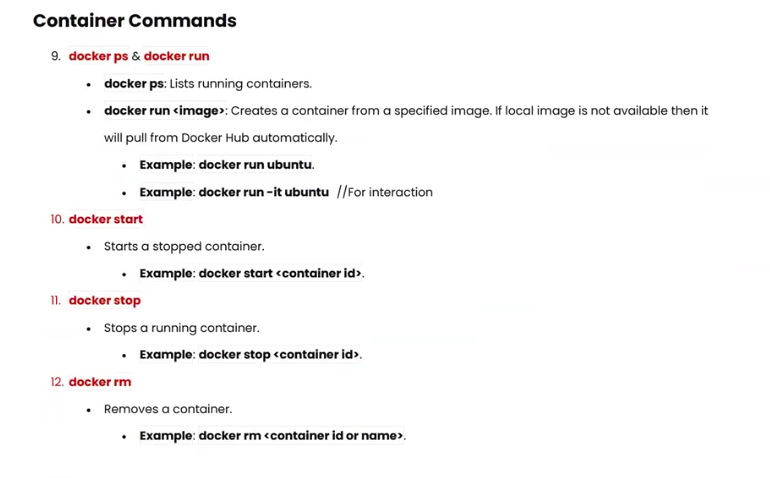 Container Commands
9. docker ps & docker run
• docker ps: Lists running containers.
• docker run <image>: Creates a container from a specified image. If local image is not available then it
will pull from Docker Hub automatically.
• Example: docker run ubuntu.
• Example: docker run -it ubuntu //For interaction
10. docker start
• Starts a stopped container.
• Example: docker start <container id>.
11. docker stop
• Stops a running container.
• Example: docker stop <container id>.
12. docker rm
• Removes a container.
• Example: docker rm <container id or name>.